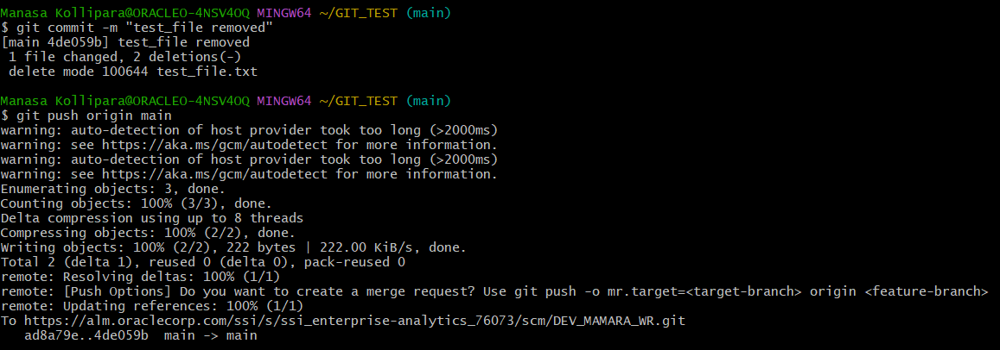 Manasa Kollipara@ORACLEO-4NSV4OQ MINGW64 ~/GIT_TEST (main)
$ git commit -m "test_file removed"
[main 4de059b] test_file removed
 1 file changed, 2 deletions(-)
 delete mode 100644 test_file.txt

Manasa Kollipara@ORACLEO-4NSV4OQ MINGW64 ~/GIT_TEST (main)
$ git push origin main
warning: auto-detection of host provider took too long (>2000ms)
warning: see https://aka.ms/gcm/autodetect for more information.
warning: auto-detection of host provider took too long (>2000ms)
warning: see https://aka.ms/gcm/autodetect for more information.
Enumerating objects: 3, done.
Counting objects: 100% (3/3), done.
Delta compression using up to 8 threads
Compressing objects: 100% (2/2), done.
Writing objects: 100% (2/2), 222 bytes | 222.00 KiB/s, done.
Total 2 (delta 1), reused 0 (delta 0), pack-reused 0
remote: Resolving deltas: 100% (1/1)
remote: [Push Options] Do you want to create a merge request? Use git push -o mr.target=<target-branch> origin <feature-branch>
remote: Updating references: 100% (1/1)
To https://alm.oraclecorp.com/ssi/s/ssi_enterprise-analytics_76073/scm/DEV_MAMARA_WR.git
   ad8a79e..4de059b  main -> main